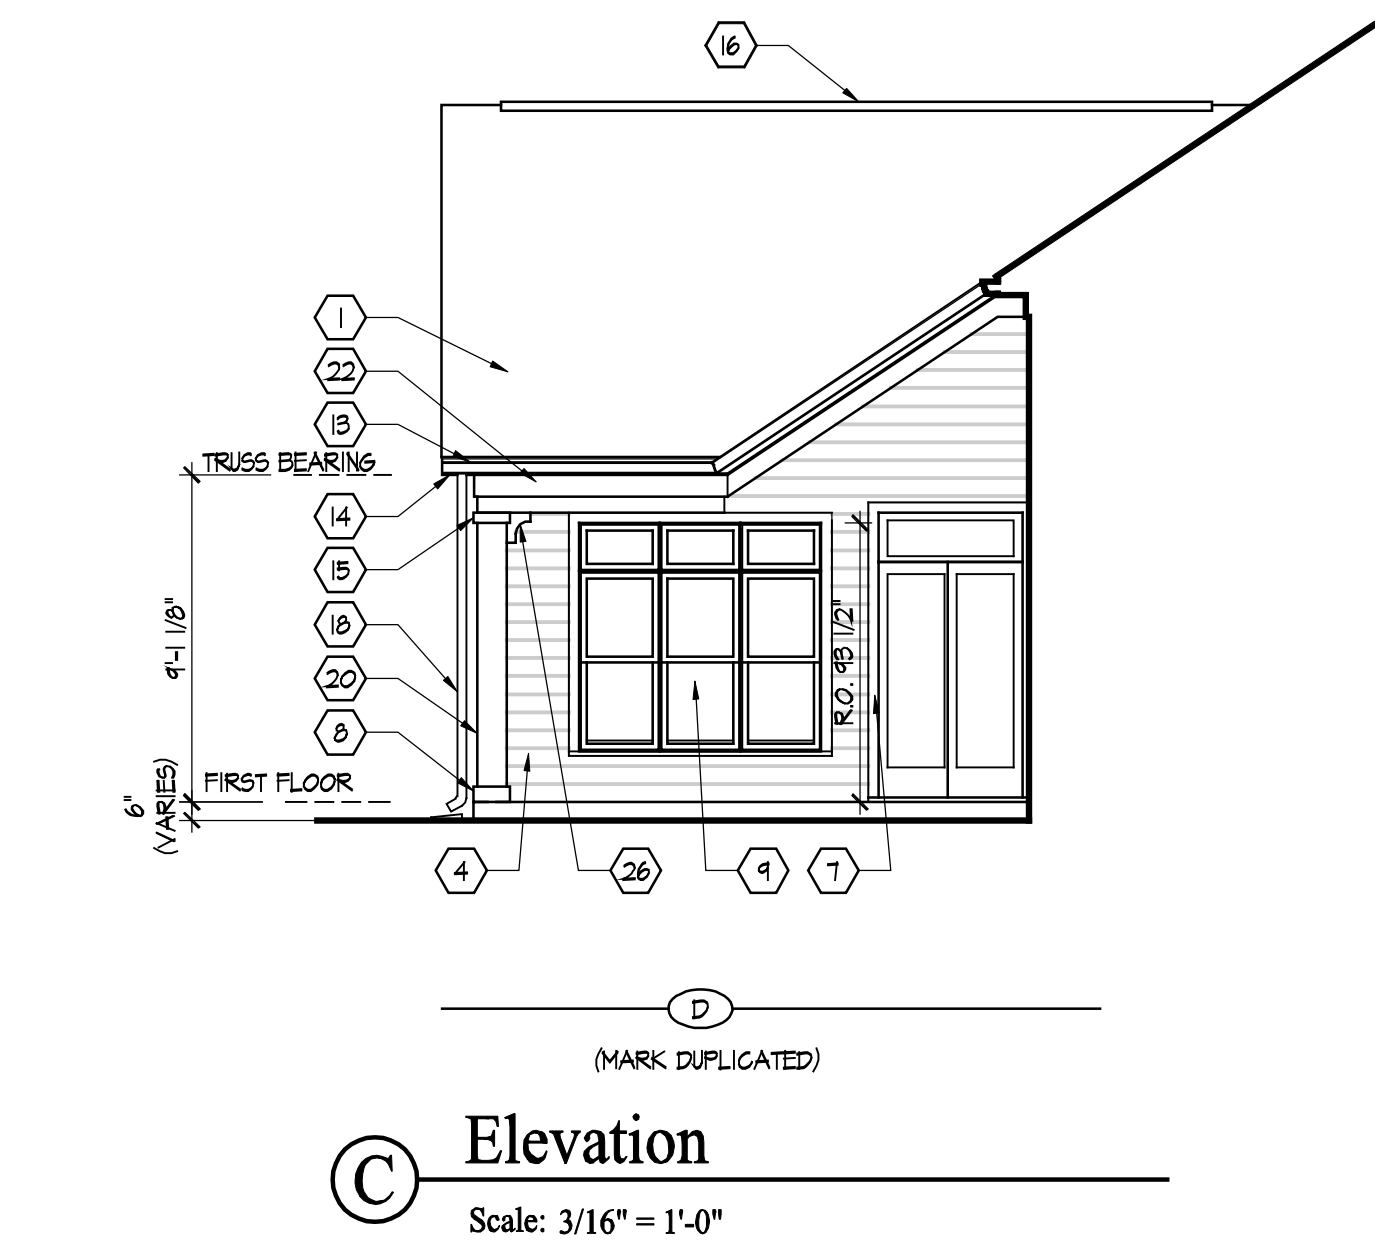 16
1
22
13
TRUSS BEARING
14
15
18
20
8
9'-1 1/8"
R.O. 93 1/2"
FIRST FLOOR
6"
(VARIES)
4
26
9
7
D
(MARK DUPLICATED)
C
Elevation
Scale: 3/16" = 1'-0"